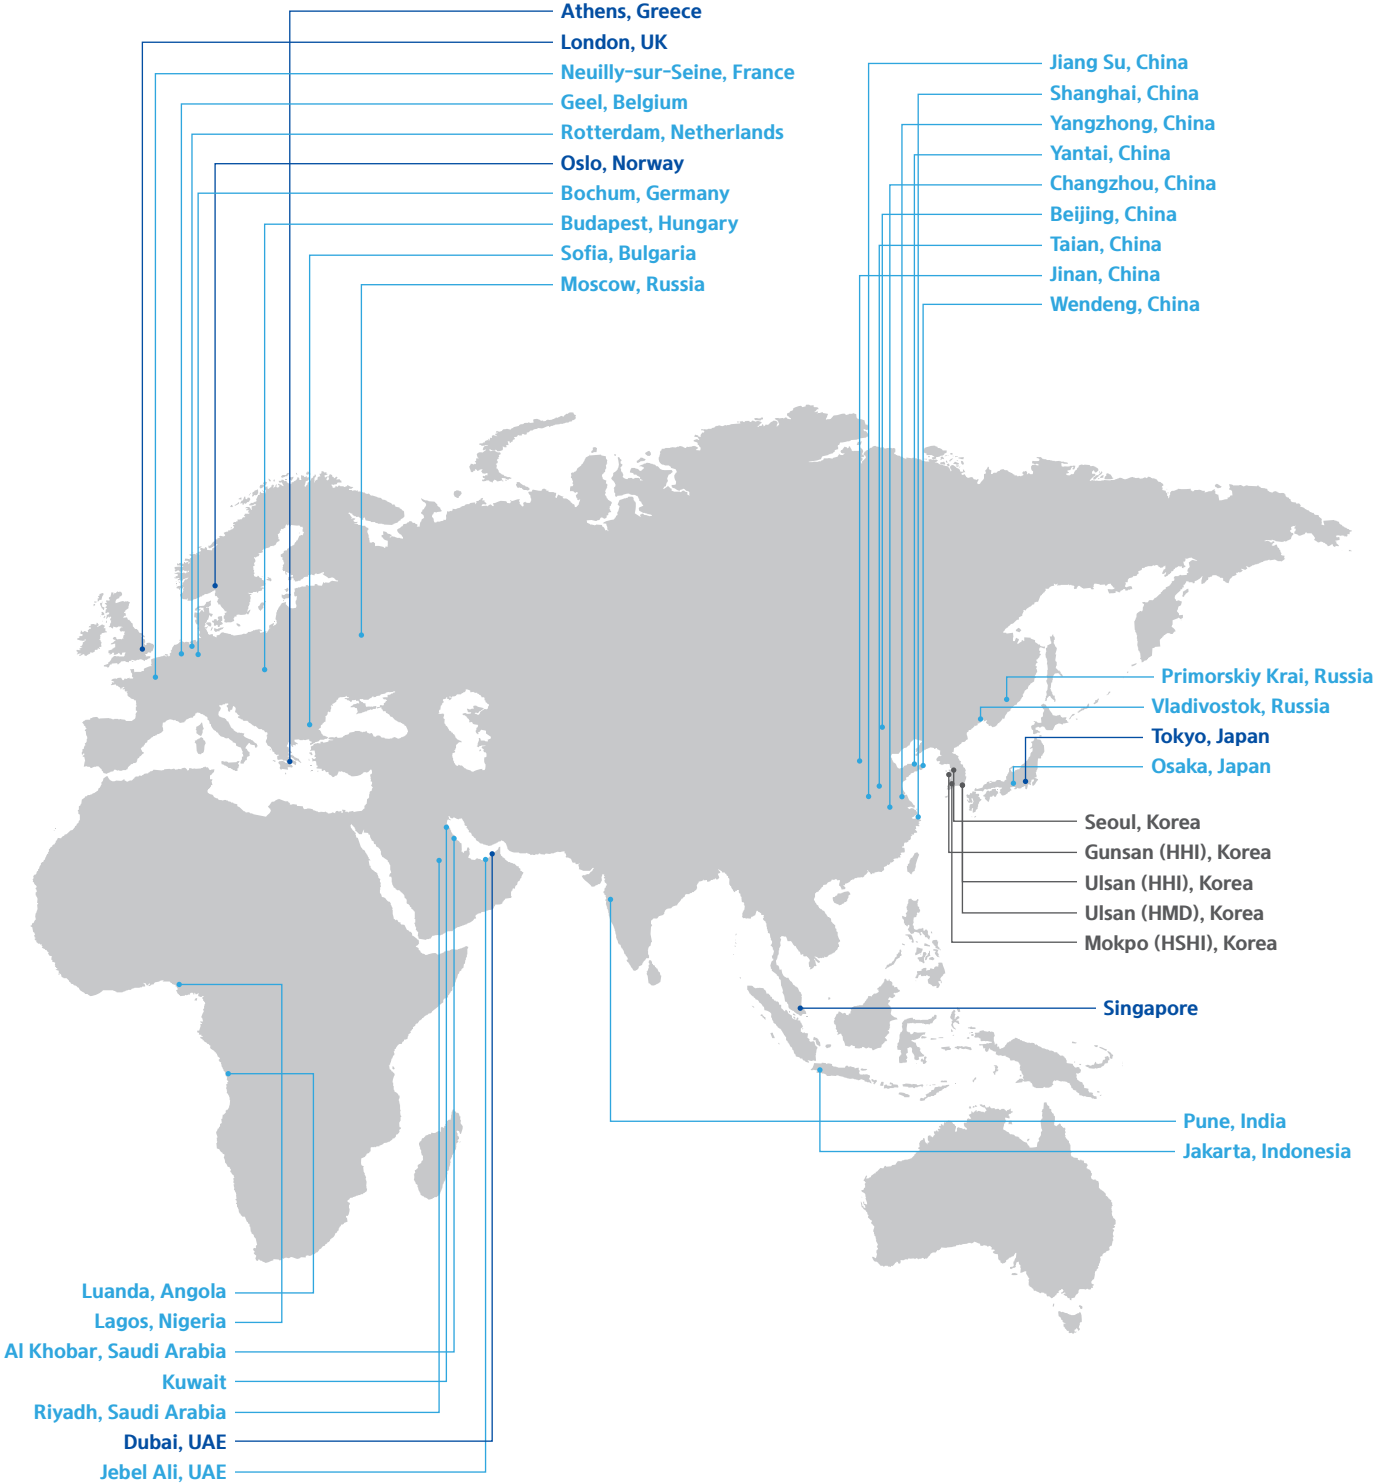 Athens, Greece
London, UK
Neuilly-sur-Seine, France
Geel, Belgium
Rotterdam, Netherlands
Oslo, Norway
Bochum, Germany
Budapest, Hungary
Sofia, Bulgaria
Moscow, Russia
Jiang Su, China
Shanghai, China
Yangzhong, China
Yantai, China
Changzhou, China
Beijing, China
Taian, China
Jinan, China
Wendeng, China
Primorskiy Krai, Russia
Vladivostok, Russia
Tokyo, Japan
Osaka, Japan
Seoul, Korea
Gunsan (HHI), Korea
Ulsan (HHI), Korea
Ulsan (HMD), Korea
Mokpo (HSHI), Korea
Singapore
Pune, India
Jakarta, Indonesia
Luanda, Angola
Lagos, Nigeria
Al Khobar, Saudi Arabia
Kuwait
Riyadh, Saudi Arabia
Dubai, UAE
Jebel Ali, UAE